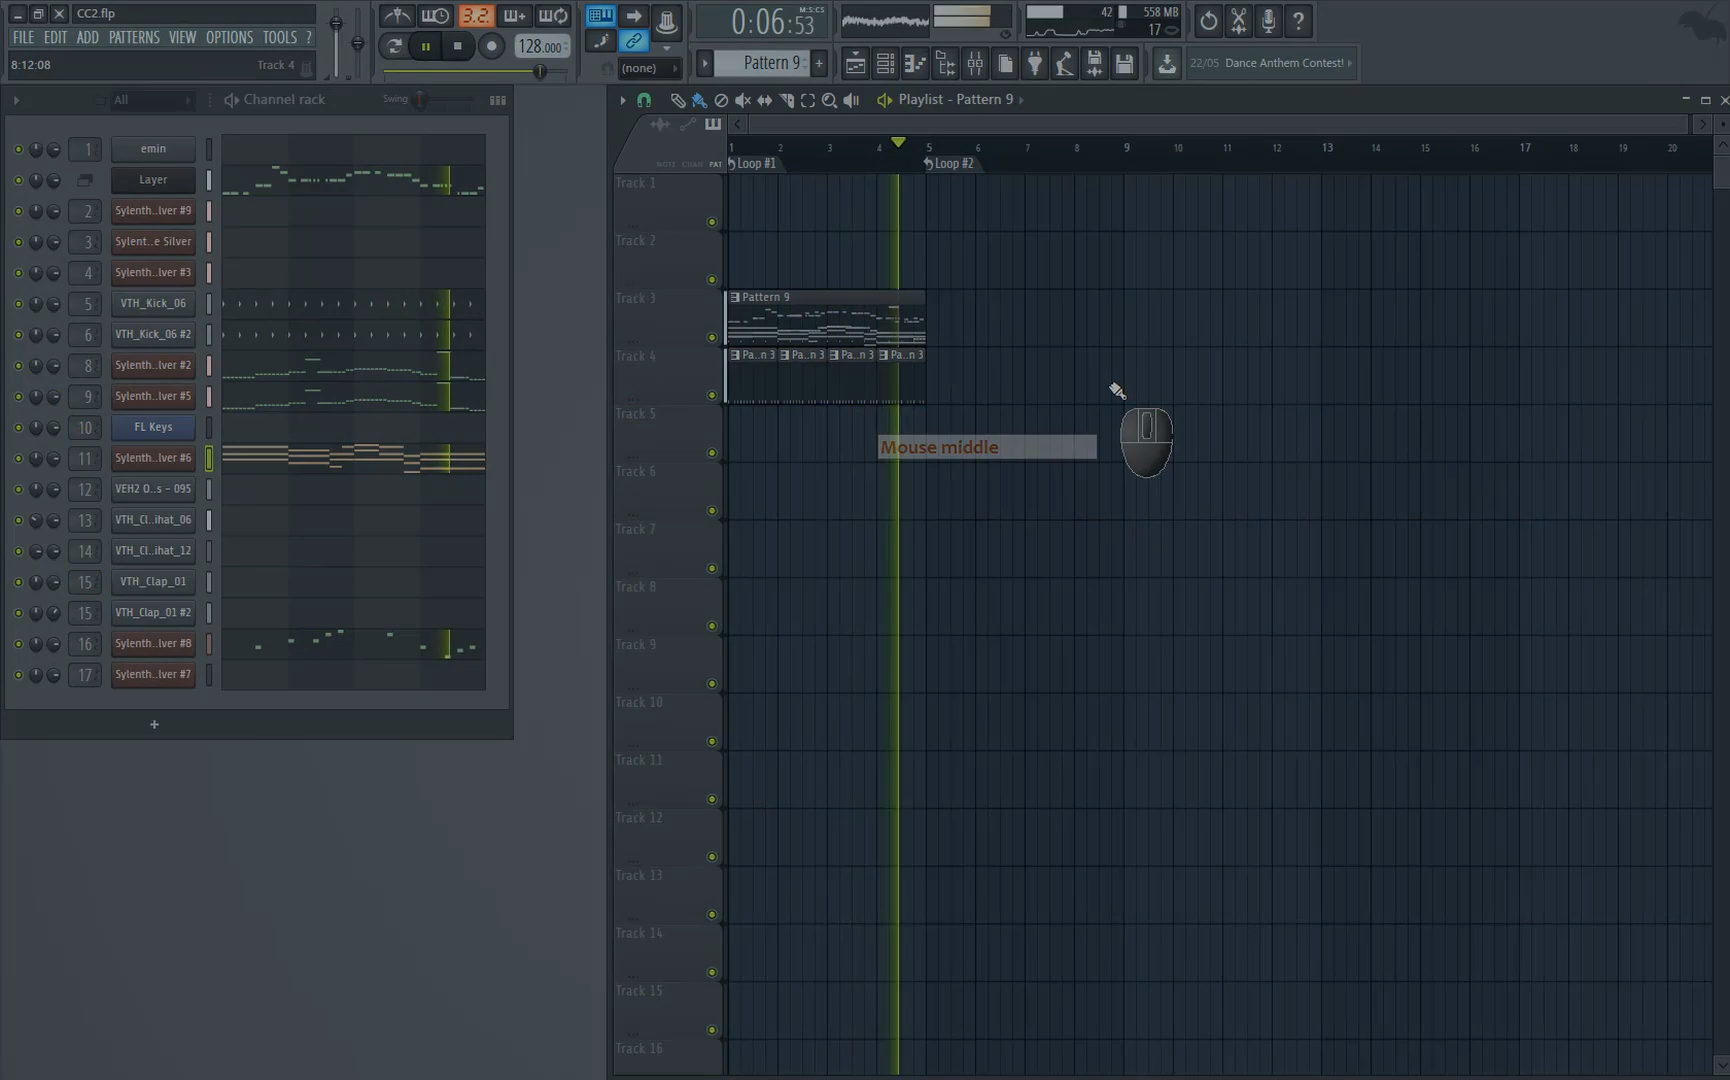 CC2.flp
FILE EDIT ADD PATTERNS VIEW OPTIONS TOOLS ?
8:12:08 Track 4
3.2.
128.000
(none)
0:06:53
M:S:CS
Pattern 9
42
558 MB
17
22/05 Dance Anthem Contest!
All
Channel rack
Swing
1 emin
Layer
2 Sylenth..lver #9
3 Sylent..e Silver
4 Sylenth..lver #3
5 VTH_Kick_06
6 VTH_Kick_06 #2
8 Sylenth..lver #2
9 Sylenth..lver #5
10 FL Keys
11 Sylenth..lver #6
12 VEH2 O..s - 095
13 VTH_Cl..ihat_06
14 VTH_Cl..ihat_12
15 VTH_Clap_01
15 VTH_Clap_01 #2
16 Sylenth..lver #8
17 Sylenth..lver #7
+
Playlist - Pattern 9
NOTE CHAN PAT
1 2 3 4 5 6 7 8 9 10 11 12 13 14 15 16 17 18 19 20
Loop #1 Loop #2
Track 1
Track 2
Track 3
Pattern 9
Track 4
Pa..n 3 Pa..n 3 Pa..n 3 Pa..n 3
Track 5
Mouse middle
Track 6
Track 7
Track 8
Track 9
Track 10
Track 11
Track 12
Track 13
Track 14
Track 15
Track 16